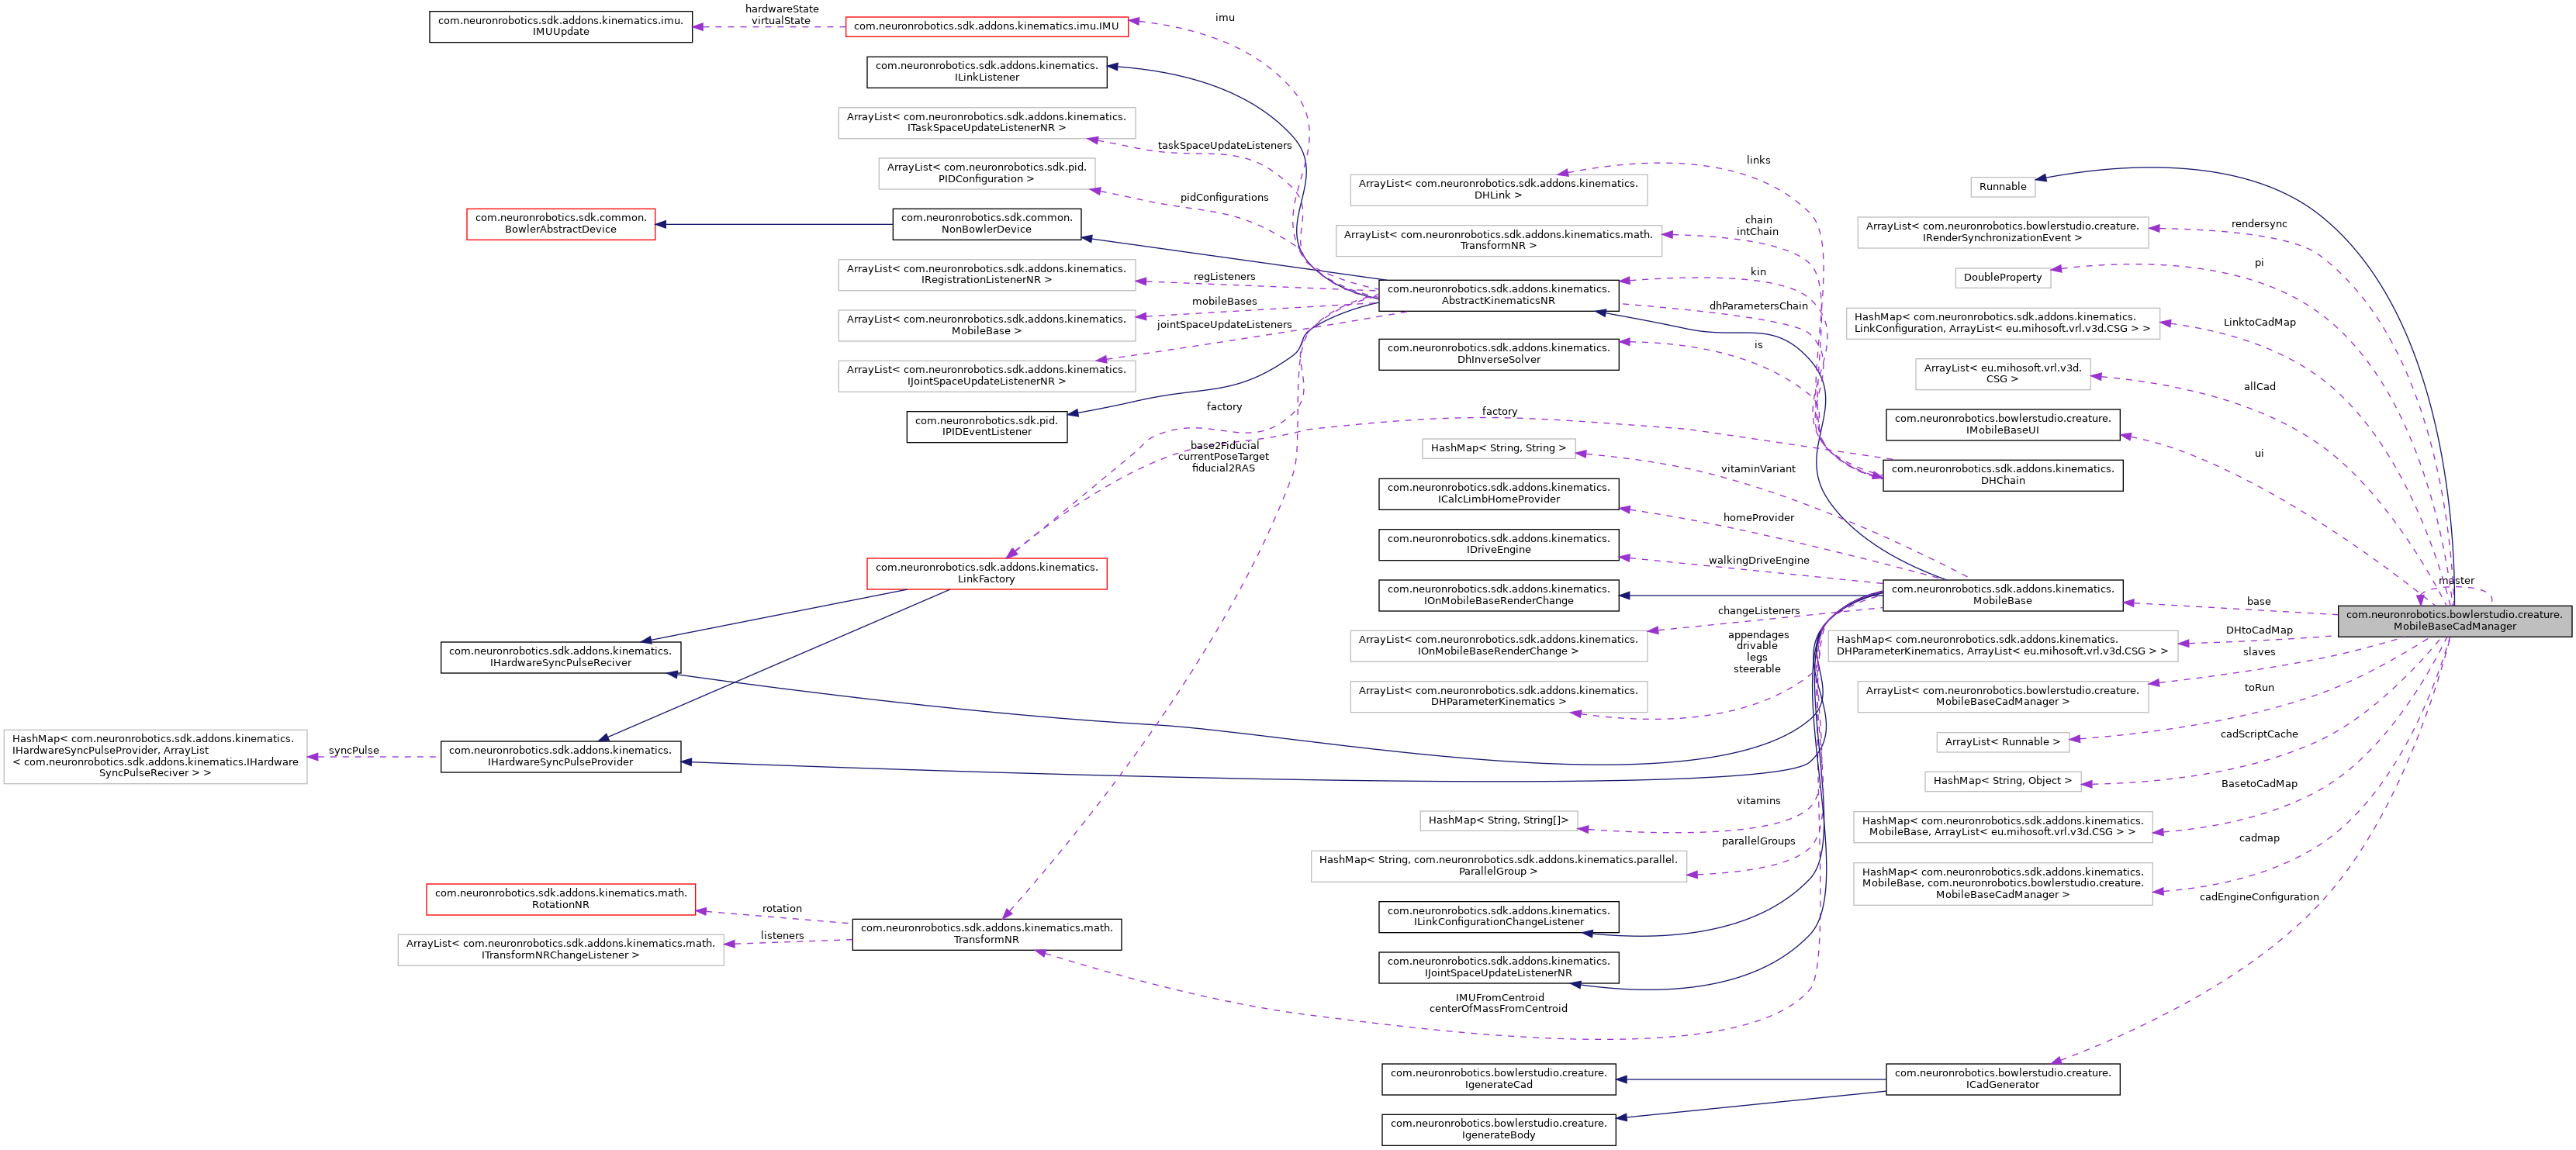 com.neuronrobotics.sdk.addons.kinematics.imu.
IMUUpdate
hardwareState
virtualState
com.neuronrobotics.sdk.addons.kinematics.imu.IMU
imu
com.neuronrobotics.sdk.addons.kinematics.
ILinkListener
ArrayList< com.neuronrobotics.sdk.addons.kinematics.
ITaskSpaceUpdateListenerNR >
taskSpaceUpdateListeners
ArrayList< com.neuronrobotics.sdk.pid.
PIDConfiguration >
pidConfigurations
com.neuronrobotics.sdk.common.
BowlerAbstractDevice
com.neuronrobotics.sdk.common.
NonBowlerDevice
ArrayList< com.neuronrobotics.sdk.addons.kinematics.
IRegistrationListenerNR >
regListeners
ArrayList< com.neuronrobotics.sdk.addons.kinematics.
MobileBase >
mobileBases
ArrayList< com.neuronrobotics.sdk.addons.kinematics.
IJointSpaceUpdateListenerNR >
jointSpaceUpdateListeners
com.neuronrobotics.sdk.pid.
IPIDEventListener
factory
base2Fiducial
currentPoseTarget
fiducial2RAS
com.neuronrobotics.sdk.addons.kinematics.
LinkFactory
com.neuronrobotics.sdk.addons.kinematics.
IHardwareSyncPulseReciver
HashMap< com.neuronrobotics.sdk.addons.kinematics.
IHardwareSyncPulseProvider, ArrayList
< com.neuronrobotics.sdk.addons.kinematics.IHardware
SyncPulseReciver > >
syncPulse
com.neuronrobotics.sdk.addons.kinematics.
IHardwareSyncPulseProvider
com.neuronrobotics.sdk.addons.kinematics.math.
RotationNR
rotation
ArrayList< com.neuronrobotics.sdk.addons.kinematics.math.
ITransformNRChangeListener >
listeners
com.neuronrobotics.sdk.addons.kinematics.math.
TransformNR
ArrayList< com.neuronrobotics.sdk.addons.kinematics.
DHLink >
links
ArrayList< com.neuronrobotics.sdk.addons.kinematics.math.
TransformNR >
chain
intChain
com.neuronrobotics.sdk.addons.kinematics.
AbstractKinematicsNR
kin
dhParametersChain
com.neuronrobotics.sdk.addons.kinematics.
DhInverseSolver
is
factory
HashMap< String, String >
vitaminVariant
com.neuronrobotics.sdk.addons.kinematics.
ICalcLimbHomeProvider
homeProvider
com.neuronrobotics.sdk.addons.kinematics.
IDriveEngine
walkingDriveEngine
com.neuronrobotics.sdk.addons.kinematics.
IOnMobileBaseRenderChange
changeListeners
ArrayList< com.neuronrobotics.sdk.addons.kinematics.
IOnMobileBaseRenderChange >
appendages
drivable
legs
steerable
ArrayList< com.neuronrobotics.sdk.addons.kinematics.
DHParameterKinematics >
HashMap< String, String[]>
vitamins
HashMap< String, com.neuronrobotics.sdk.addons.kinematics.parallel.
ParallelGroup >
parallelGroups
com.neuronrobotics.sdk.addons.kinematics.
ILinkConfigurationChangeListener
com.neuronrobotics.sdk.addons.kinematics.
IJointSpaceUpdateListenerNR
IMUFromCentroid
centerOfMassFromCentroid
com.neuronrobotics.bowlerstudio.creature.
IgenerateCad
com.neuronrobotics.bowlerstudio.creature.
IgenerateBody
Runnable
ArrayList< com.neuronrobotics.bowlerstudio.creature.
IRenderSynchronizationEvent >
rendersync
DoubleProperty
pi
HashMap< com.neuronrobotics.sdk.addons.kinematics.
LinkConfiguration, ArrayList< eu.mihosoft.vrl.v3d.CSG > >
LinktoCadMap
ArrayList< eu.mihosoft.vrl.v3d.
CSG >
allCad
com.neuronrobotics.bowlerstudio.creature.
IMobileBaseUI
ui
com.neuronrobotics.sdk.addons.kinematics.
DHChain
com.neuronrobotics.sdk.addons.kinematics.
MobileBase
base
master
com.neuronrobotics.bowlerstudio.creature.
MobileBaseCadManager
HashMap< com.neuronrobotics.sdk.addons.kinematics.
DHParameterKinematics, ArrayList< eu.mihosoft.vrl.v3d.CSG > >
DHtoCadMap
slaves
ArrayList< com.neuronrobotics.bowlerstudio.creature.
MobileBaseCadManager >
toRun
ArrayList< Runnable >
cadScriptCache
HashMap< String, Object >
BasetoCadMap
HashMap< com.neuronrobotics.sdk.addons.kinematics.
MobileBase, ArrayList< eu.mihosoft.vrl.v3d.CSG > >
cadmap
HashMap< com.neuronrobotics.sdk.addons.kinematics.
MobileBase, com.neuronrobotics.bowlerstudio.creature.
MobileBaseCadManager >
cadEngineConfiguration
com.neuronrobotics.bowlerstudio.creature.
ICadGenerator